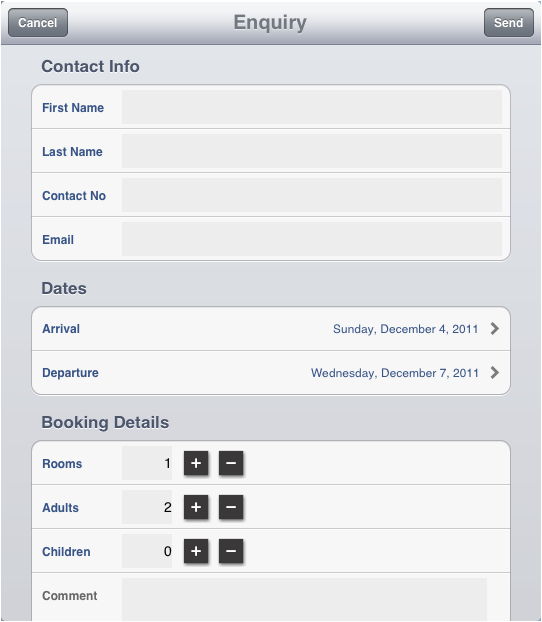 Cancel Enquiry Send
Contact Info
First Name
Last Name
Contact No
Email
Dates
Arrival Sunday, December 4, 2011
Departure Wednesday, December 7, 2011
Booking Details
Rooms 1 + −
Adults 2 + −
Children 0 + −
Comment